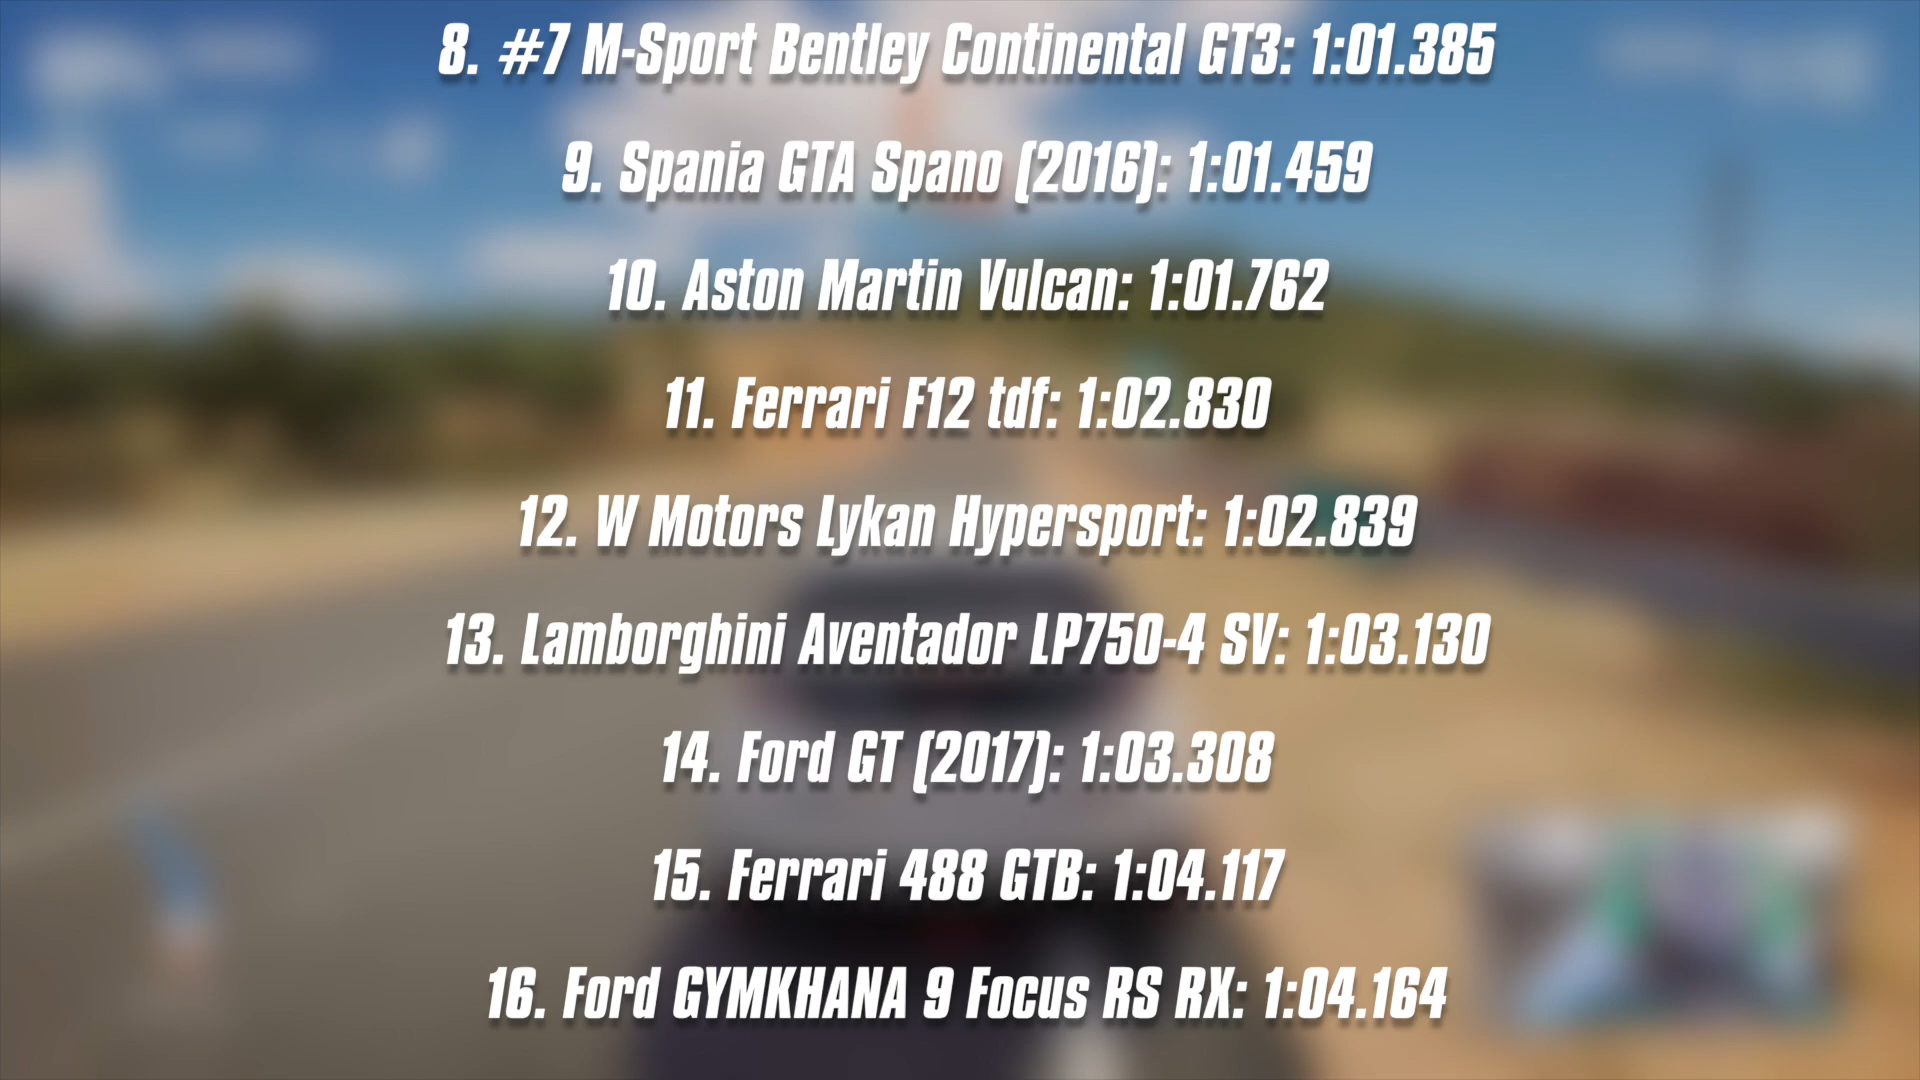 8. #7 M-Sport Bentley Continental GT3: 1:01.385
9. Spania GTA Spano (2016): 1:01.459
10. Aston Martin Vulcan: 1:01.762
11. Ferrari F12 tdf: 1:02.830
12. W Motors Lykan Hypersport: 1:02.839
13. Lamborghini Aventador LP750-4 SV: 1:03.130
14. Ford GT (2017): 1:03.308
15. Ferrari 488 GTB: 1:04.117
16. Ford GYMKHANA 9 Focus RS RX: 1:04.164